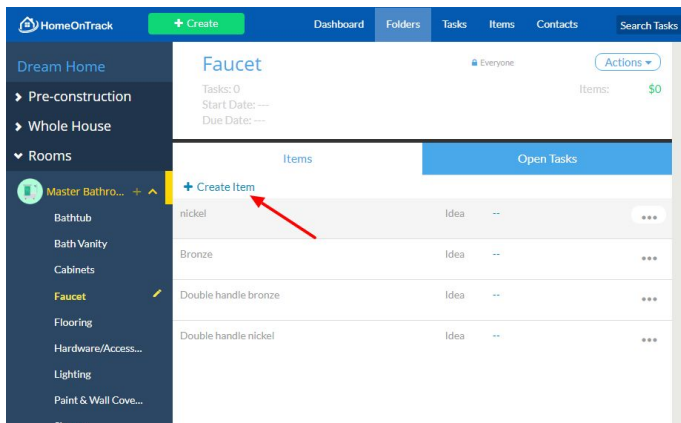 HomeOnTrack
+ Create
Dashboard Folders Tasks Items Contacts Search Tasks
Dream Home
Pre-construction
Whole House
Rooms
Master Bathro... +
Bathtub
Bath Vanity
Cabinets
Faucet
Flooring
Hardware/Access...
Lighting
Paint & Wall Cove...
Faucet
Everyone
Actions
Tasks: 0
Start Date: ---
Due Date: ---
Items: $0
Items Open Tasks
+ Create Item
nickel Idea -- •••
Bronze Idea -- •••
Double handle bronze Idea -- •••
Double handle nickel Idea -- •••